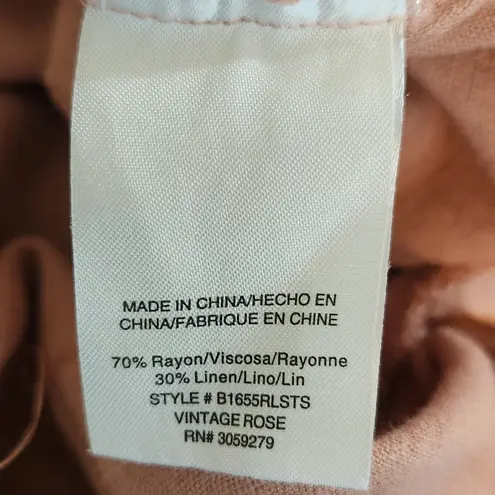 MADE IN CHINA/HECHO EN
CHINA/FABRIQUE EN CHINE
70% Rayon/Viscosa/Rayonne
30% Linen/Lino/Lin
STYLE # B1655RLSTS
VINTAGE ROSE
RN# 3059279